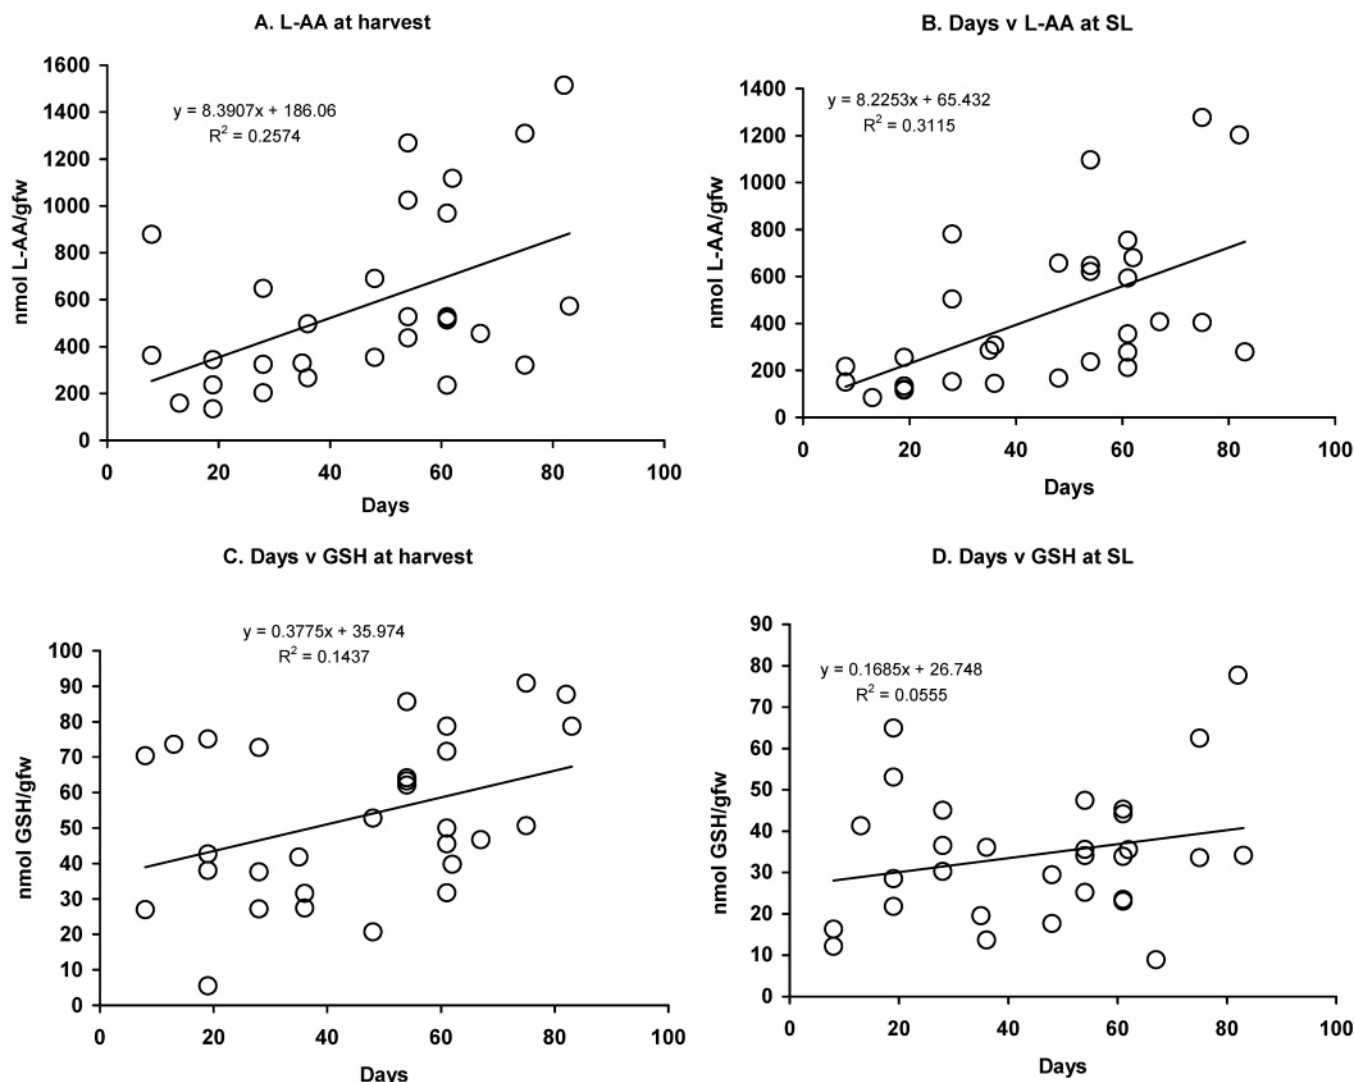 A. L-AA at harvest
nmol L-AA/gfw
1600
1400
1200
1000
800
600
400
200
0
y = 8.3907x + 186.06
R² = 0.2574
0 20 40 60 80 100
Days
B. Days v L-AA at SL
nmol L-AA/gfw
1400
1200
1000
800
600
400
200
0
y = 8.2253x + 65.432
R² = 0.3115
0 20 40 60 80 100
Days
C. Days v GSH at harvest
nmol GSH/gfw
100
90
80
70
60
50
40
30
20
10
0
y = 0.3775x + 35.974
R² = 0.1437
0 20 40 60 80 100
Days
D. Days v GSH at SL
nmol GSH/gfw
90
80
70
60
50
40
30
20
10
0
y = 0.1685x + 26.748
R² = 0.0555
0 20 40 60 80 100
Days